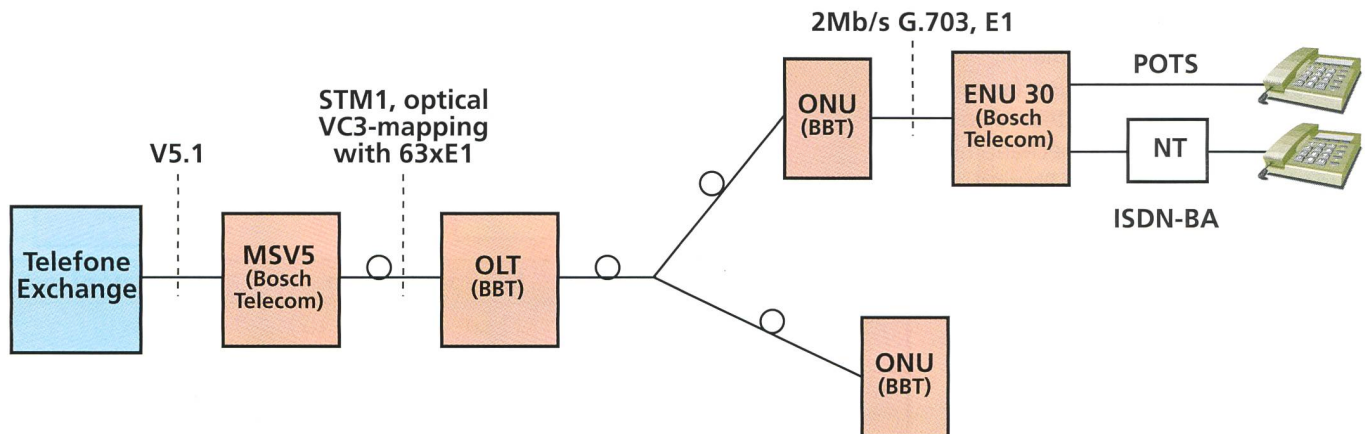 Telefone
Exchange
V5.1
MSV5
(Bosch
Telecom)
STM1, optical
VC3-mapping
with 63xE1
OLT
(BBT)
ONU
(BBT)
2Mb/s G.703, E1
ENU 30
(Bosch
Telecom)
POTS
NT
ISDN-BA
ONU
(BBT)